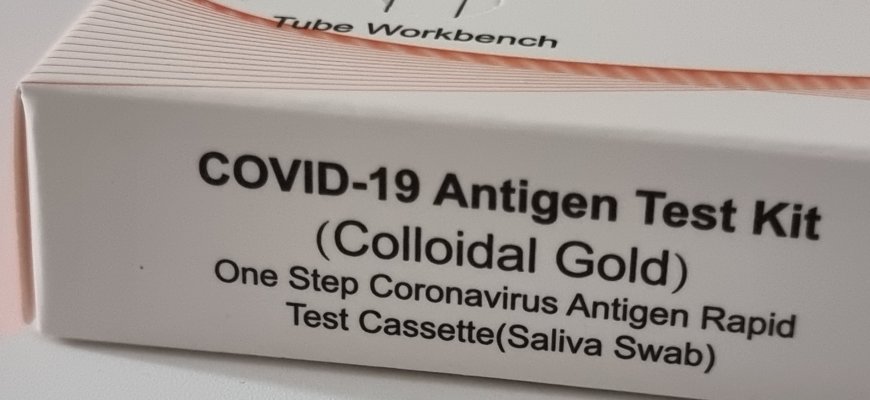 Tube Workbench
COVID-19 Antigen Test Kit
(Colloidal Gold)
One Step Coronavirus Antigen Rapid
Test Cassette(Saliva Swab)